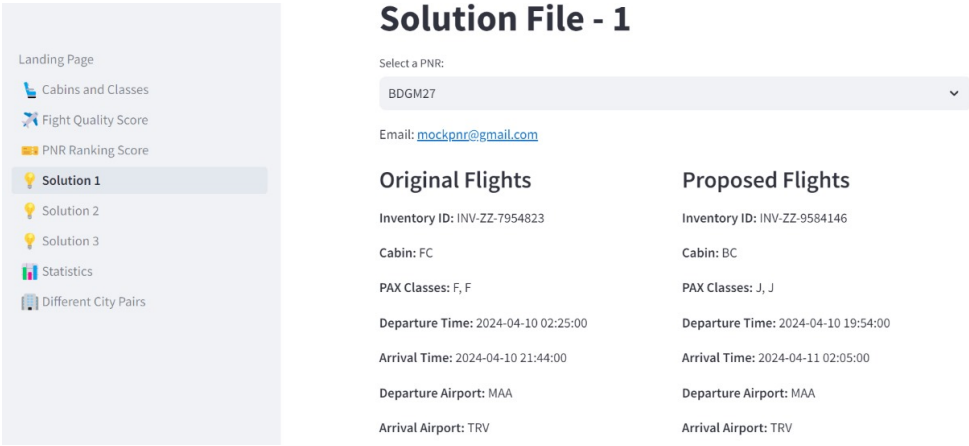 Solution File - 1
Landing Page
Cabins and Classes
Fight Quality Score
PNR Ranking Score
Solution 1
Solution 2
Solution 3
Statistics
Different City Pairs
Select a PNR:
BDGM27
Email: mockpnr@gmail.com
Original Flights
Inventory ID: INV-ZZ-7954823
Cabin: FC
PAX Classes: F, F
Departure Time: 2024-04-10 02:25:00
Arrival Time: 2024-04-10 21:44:00
Departure Airport: MAA
Arrival Airport: TRV
Proposed Flights
Inventory ID: INV-ZZ-9584146
Cabin: BC
PAX Classes: J, J
Departure Time: 2024-04-10 19:54:00
Arrival Time: 2024-04-11 02:05:00
Departure Airport: MAA
Arrival Airport: TRV